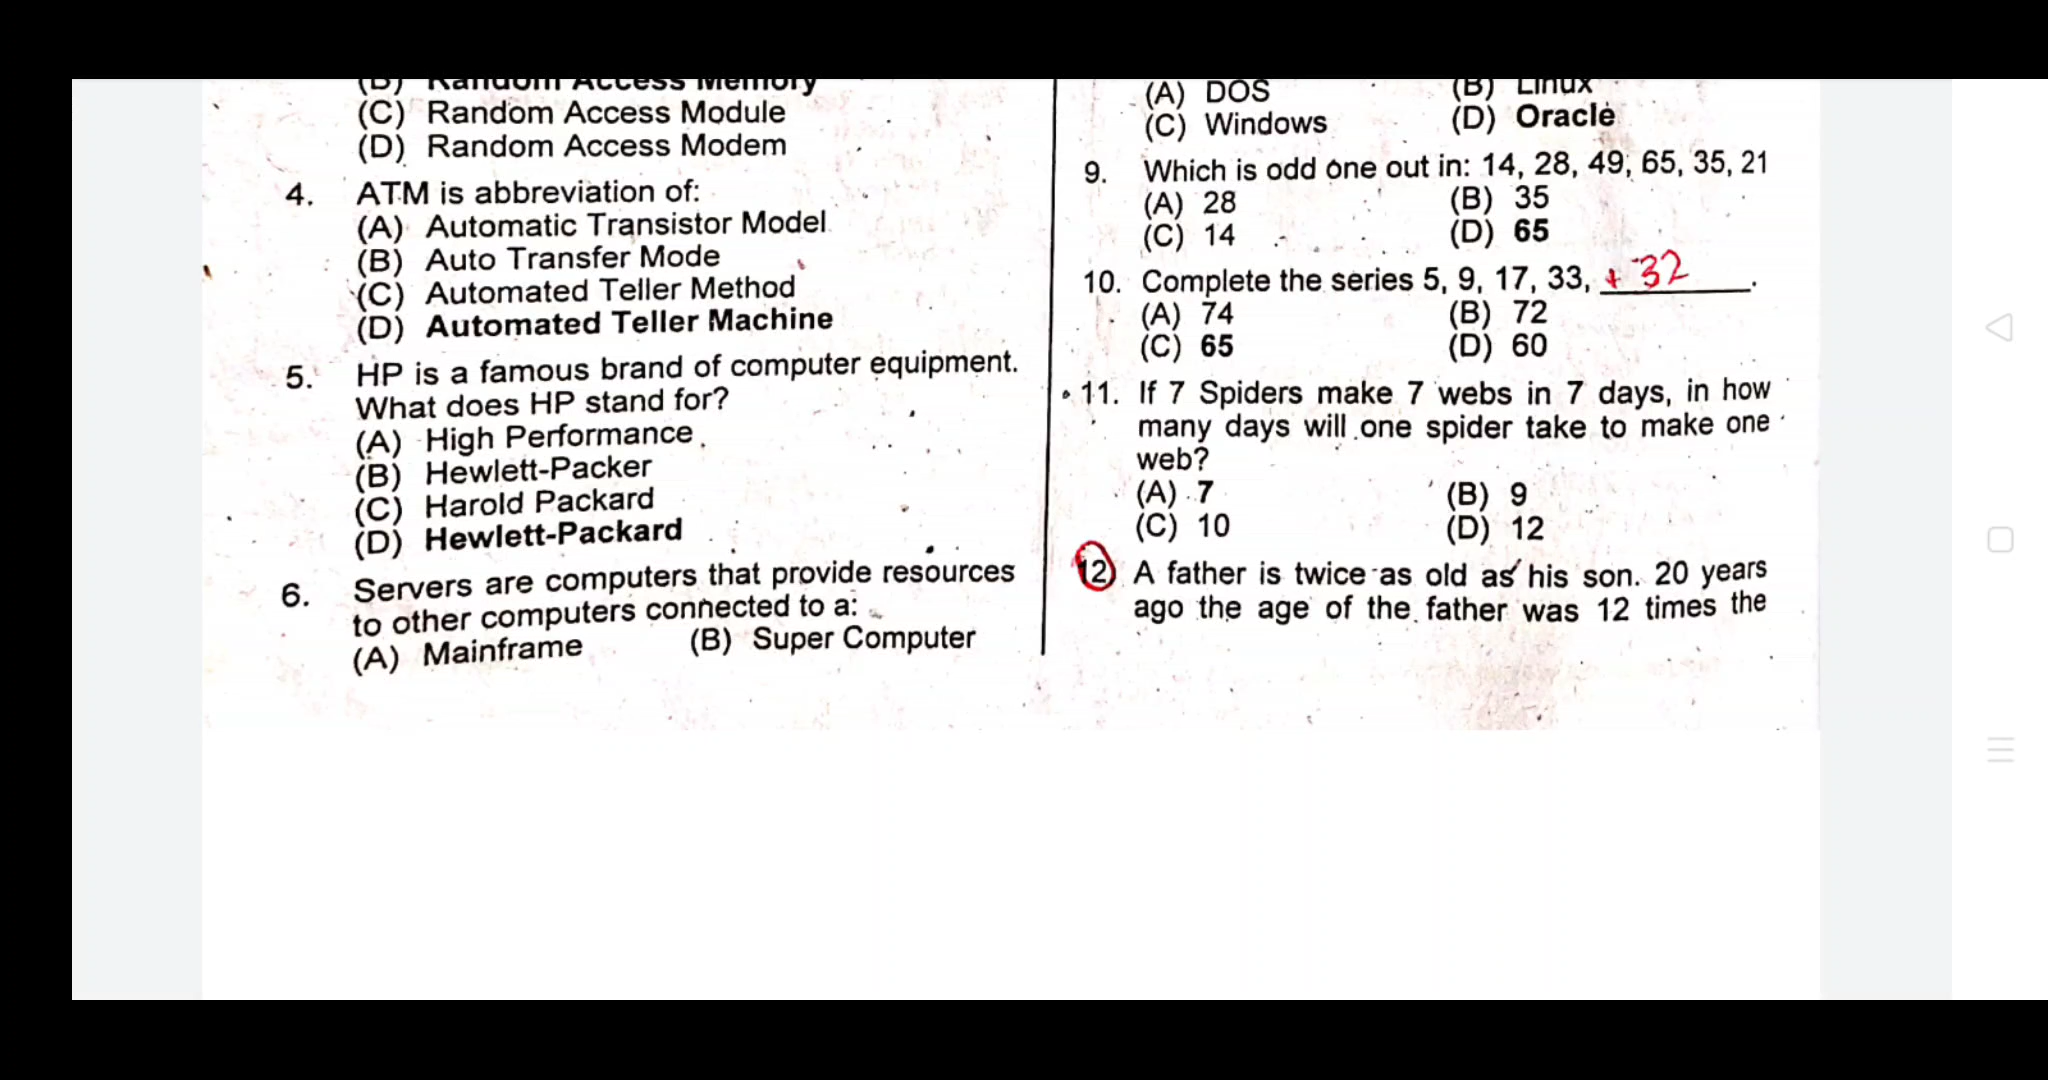 (B) Random Access Memory
(C) Random Access Module
(D) Random Access Modem
4. ATM is abbreviation of:
(A) Automatic Transistor Model
(B) Auto Transfer Mode
(C) Automated Teller Method
(D) Automated Teller Machine
5. HP is a famous brand of computer equipment.
What does HP stand for?
(A) High Performance
(B) Hewlett-Packer
(C) Harold Packard
(D) Hewlett-Packard
6. Servers are computers that provide resources
to other computers connected to a:
(A) Mainframe (B) Super Computer
(A) DOS (B) Linux
(C) Windows (D) Oracle
9. Which is odd one out in: 14, 28, 49, 65, 35, 21
(A) 28 (B) 35
(C) 14 (D) 65
10. Complete the series 5, 9, 17, 33, + 32.
(A) 74 (B) 72
(C) 65 (D) 60
11. If 7 Spiders make 7 webs in 7 days, in how
many days will one spider take to make one
web?
(A) 7 (B) 9
(C) 10 (D) 12
12 A father is twice as old as his son. 20 years
ago the age of the father was 12 times the